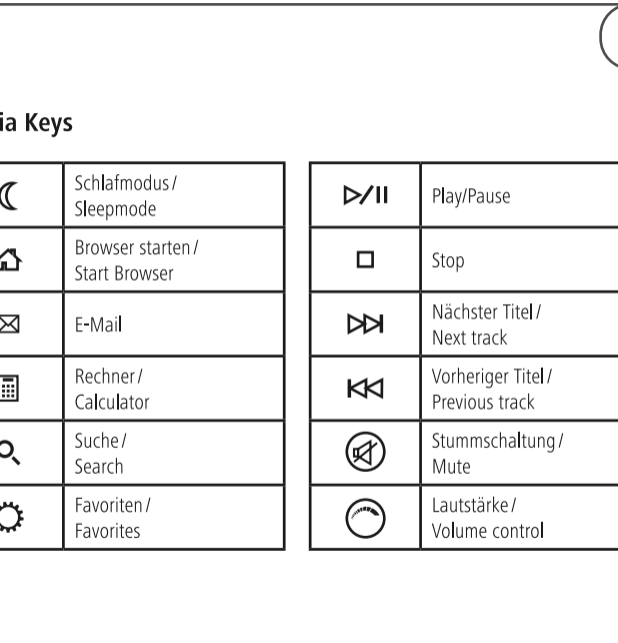 ia Keys
Schlafmodus /
Sleepmode
Browser starten /
Start Browser
E-Mail
Rechner /
Calculator
Suche /
Search
Favoriten /
Favorites
Play/Pause
Stop
Nächster Titel /
Next track
Vorheriger Titel /
Previous track
Stummschaltung /
Mute
Lautstärke /
Volume control